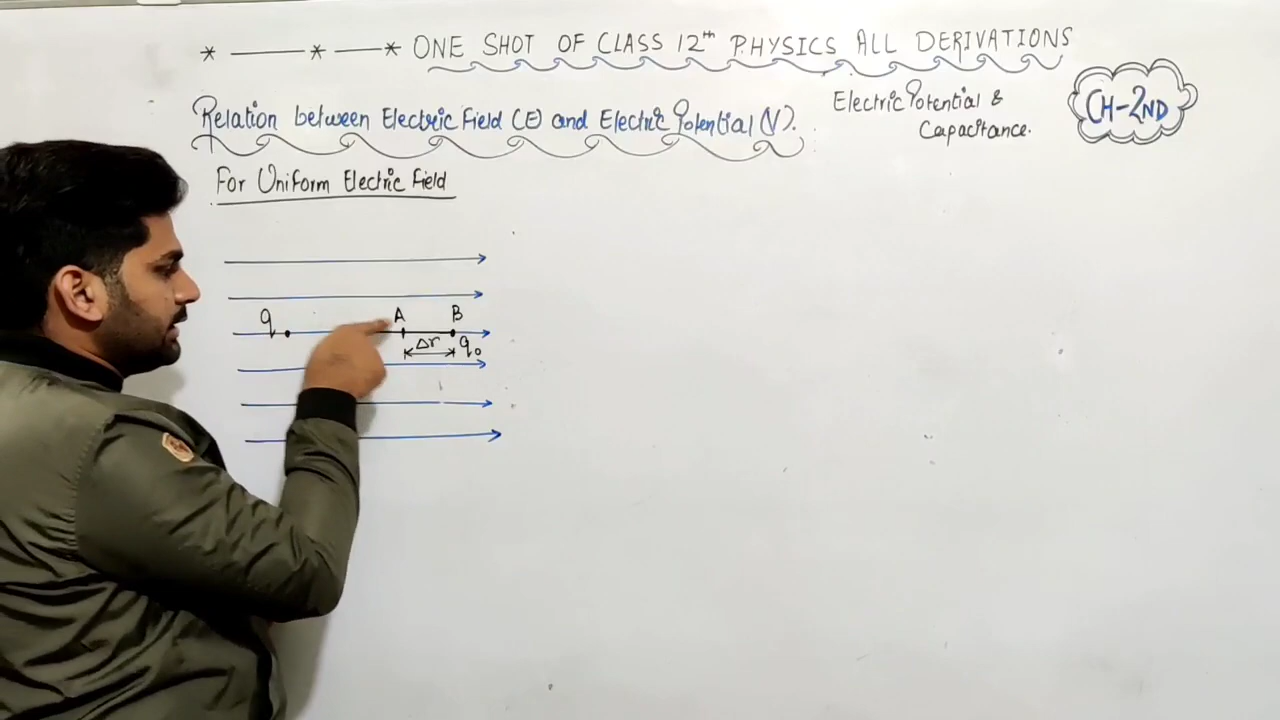 * ——— * —— * ONE SHOT OF CLASS 12th PHYSICS ALL DERIVATIONS
Relation between Electric Field (E) and Electric Potential (V).
Electric Potential &
Capacitance.
CH-2ND
For Uniform Electric Field
q A B
Δr q₀